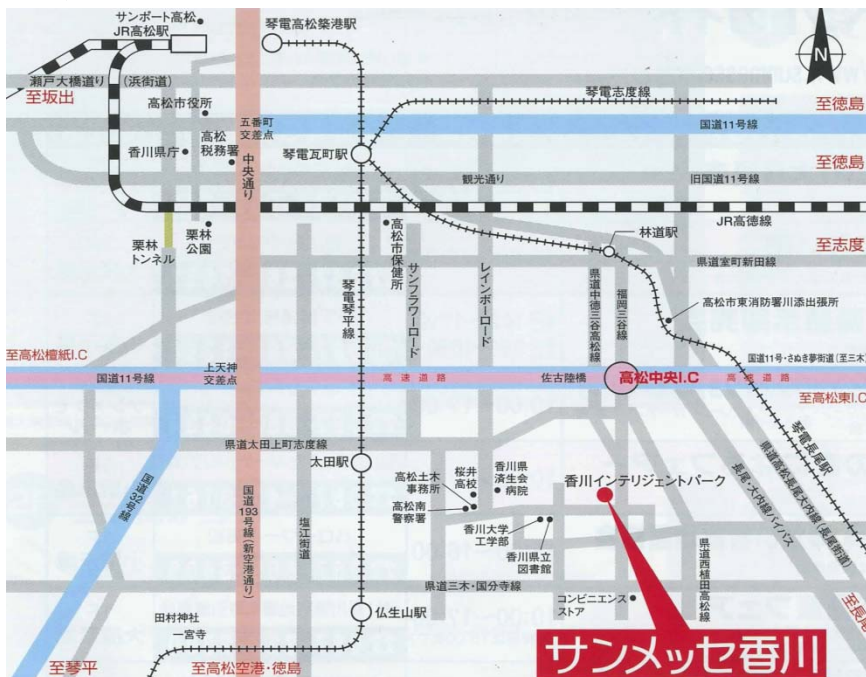 サンポート高松
JR高松駅
琴電高松築港駅
N
瀬戸大橋通り(浜街道)
至坂出
琴電志度線
至徳島
高松市役所
五番町
交差点
国道11号線
香川県庁
高松
税務署
中央通り
琴電瓦町駅
至徳島
観光通り
旧国道11号線
JR高徳線
栗林
トンネル
栗林
公園
高松市保健所
林道駅
至志度
県道室町新田線
琴電琴平線
サンフラワーロード
レインボーロード
県道中徳三谷高松線
福岡三谷線
高松市東消防署川添出張所
至高松檀紙I.C
上天神
交差点
国道11号線
高速道路
佐古陸橋
高松中央I.C
高速道路
国道11号・さぬき夢街道(至三木)
至高松東I.C
県道太田上町志度線
太田駅
高松土木
事務所
桜井
高校
香川県
済生会
病院
高松南
警察署
香川インテリジェントパーク
琴電長尾駅
県道高松長尾大内線(長尾街道)
長尾・大内線バイパス
国道32号線
国道193号線(新空港通り)
塩江街道
香川大学
工学部
香川県立
図書館
県道西植田高松線
県道三木・国分寺線
コンビニエンス
ストア
至長尾
田村神社
一宮寺
仏生山駅
至琴平
至高松空港・徳島
サンメッセ香川